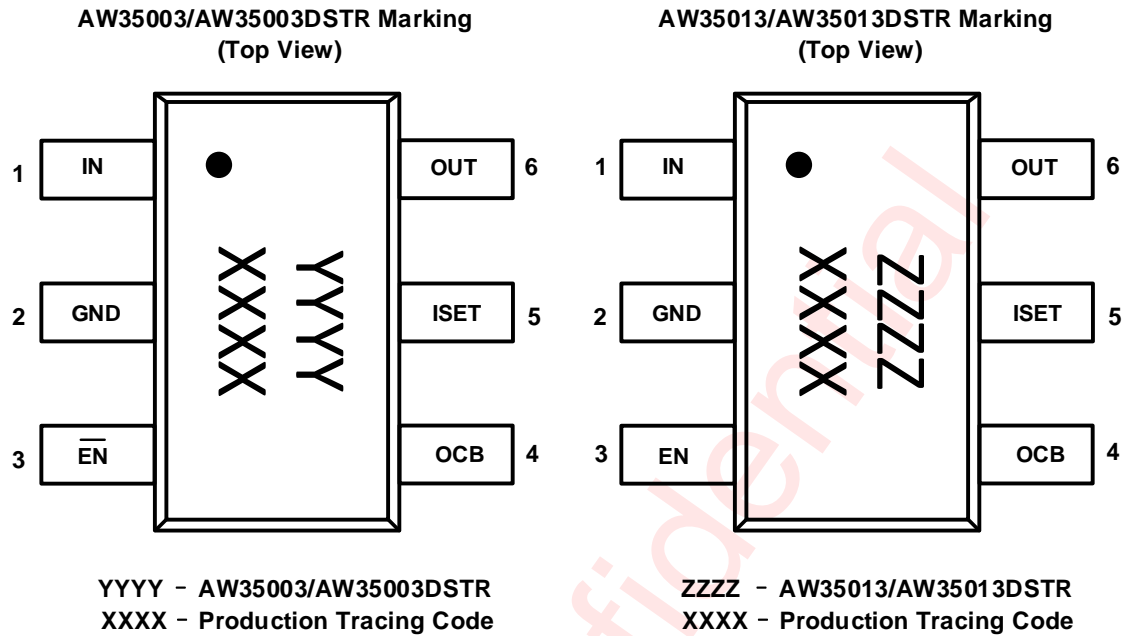 AW35003/AW35003DSTR Marking
(Top View)
1 IN
OUT 6
2 GND
ISET 5
3 EN
OCB 4
XXXX
YYYY
YYYY - AW35003/AW35003DSTR
XXXX - Production Tracing Code
AW35013/AW35013DSTR Marking
(Top View)
1 IN
OUT 6
2 GND
ISET 5
3 EN
OCB 4
XXXX
ZZZZ
ZZZZ - AW35013/AW35013DSTR
XXXX - Production Tracing Code
fidential